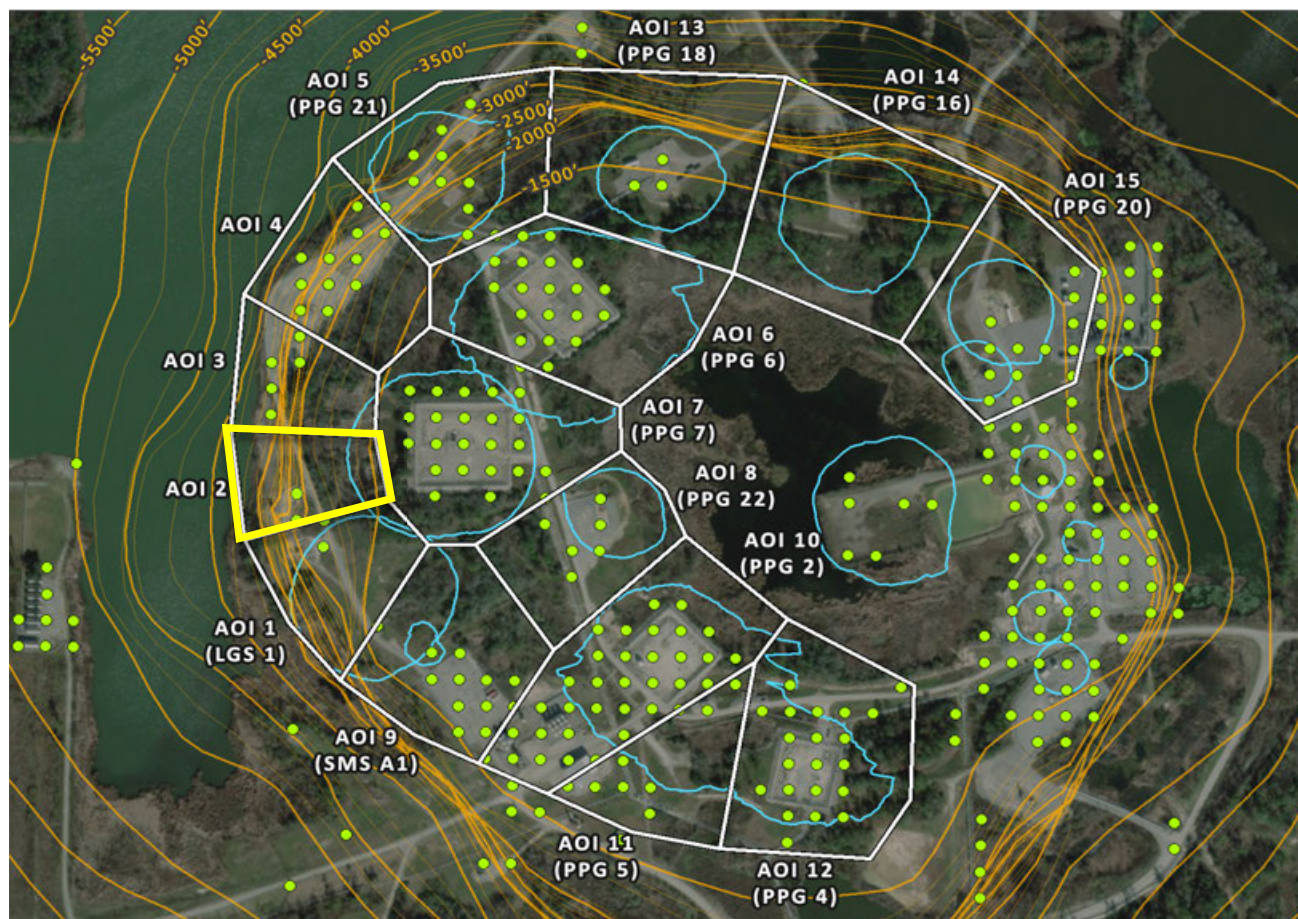 -5500'
-5000'
-4500'
-4000'
-3500'
-3000'
-2500'
-2000'
-1500'
AOI 13
(PPG 18)
AOI 5
(PPG 21)
AOI 14
(PPG 16)
AOI 15
(PPG 20)
AOI 4
AOI 3
AOI 6
(PPG 6)
AOI 7
(PPG 7)
AOI 2
AOI 8
(PPG 22)
AOI 10
(PPG 2)
AOI 1
(LGS 1)
AOI 9
(SMS A1)
AOI 11
(PPG 5)
AOI 12
(PPG 4)